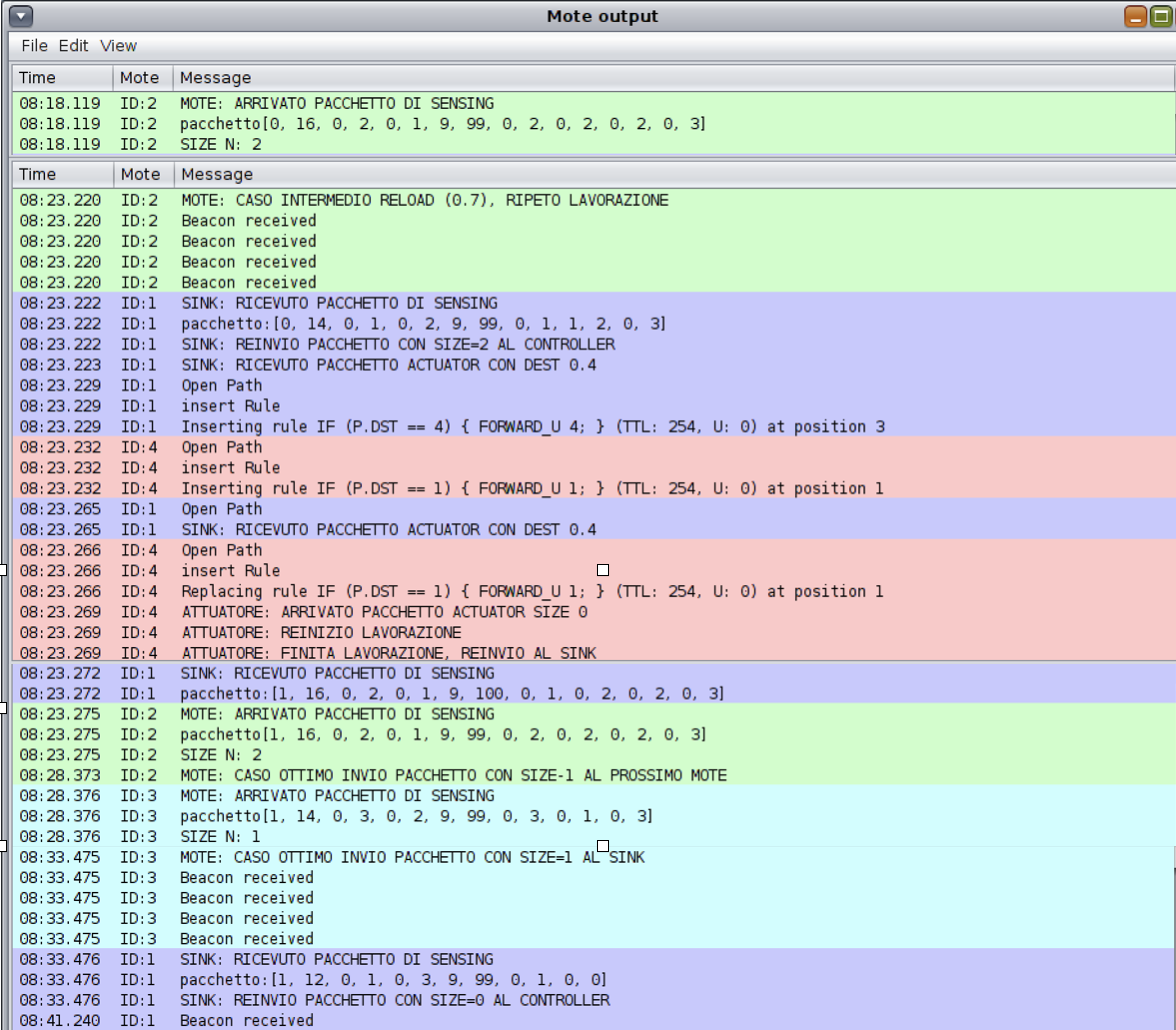 Mote output
File Edit View
Time Mote Message
08:18.119 ID:2 MOTE: ARRIVATO PACCHETTO DI SENSING
08:18.119 ID:2 pacchetto[0, 16, 0, 2, 0, 1, 9, 99, 0, 2, 0, 2, 0, 2, 0, 3]
08:18.119 ID:2 SIZE N: 2
Time Mote Message
08:23.220 ID:2 MOTE: CASO INTERMEDIO RELOAD (0.7), RIPETO LAVORAZIONE
08:23.220 ID:2 Beacon received
08:23.220 ID:2 Beacon received
08:23.220 ID:2 Beacon received
08:23.220 ID:2 Beacon received
08:23.222 ID:1 SINK: RICEVUTO PACCHETTO DI SENSING
08:23.222 ID:1 pacchetto:[0, 14, 0, 1, 0, 2, 9, 99, 0, 1, 1, 2, 0, 3]
08:23.222 ID:1 SINK: REINVIO PACCHETTO CON SIZE=2 AL CONTROLLER
08:23.223 ID:1 SINK: RICEVUTO PACCHETTO ACTUATOR CON DEST 0.4
08:23.229 ID:1 Open Path
08:23.229 ID:1 insert Rule
08:23.229 ID:1 Inserting rule IF (P.DST == 4) { FORWARD_U 4; } (TTL: 254, U: 0) at position 3
08:23.232 ID:4 Open Path
08:23.232 ID:4 insert Rule
08:23.232 ID:4 Inserting rule IF (P.DST == 1) { FORWARD_U 1; } (TTL: 254, U: 0) at position 1
08:23.265 ID:1 Open Path
08:23.265 ID:1 SINK: RICEVUTO PACCHETTO ACTUATOR CON DEST 0.4
08:23.266 ID:4 Open Path
08:23.266 ID:4 insert Rule
08:23.266 ID:4 Replacing rule IF (P.DST == 1) { FORWARD_U 1; } (TTL: 254, U: 0) at position 1
08:23.269 ID:4 ATTUATORE: ARRIVATO PACCHETTO ACTUATOR SIZE 0
08:23.269 ID:4 ATTUATORE: REINIZIO LAVORAZIONE
08:23.269 ID:4 ATTUATORE: FINITA LAVORAZIONE, REINVIO AL SINK
08:23.272 ID:1 SINK: RICEVUTO PACCHETTO DI SENSING
08:23.272 ID:1 pacchetto:[1, 16, 0, 2, 0, 1, 9, 100, 0, 1, 0, 2, 0, 2, 0, 3]
08:23.275 ID:2 MOTE: ARRIVATO PACCHETTO DI SENSING
08:23.275 ID:2 pacchetto[1, 16, 0, 2, 0, 1, 9, 99, 0, 2, 0, 2, 0, 2, 0, 3]
08:23.275 ID:2 SIZE N: 2
08:28.373 ID:2 MOTE: CASO OTTIMO INVIO PACCHETTO CON SIZE-1 AL PROSSIMO MOTE
08:28.376 ID:3 MOTE: ARRIVATO PACCHETTO DI SENSING
08:28.376 ID:3 pacchetto[1, 14, 0, 3, 0, 2, 9, 99, 0, 3, 0, 1, 0, 3]
08:28.376 ID:3 SIZE N: 1
08:33.475 ID:3 MOTE: CASO OTTIMO INVIO PACCHETTO CON SIZE=1 AL SINK
08:33.475 ID:3 Beacon received
08:33.475 ID:3 Beacon received
08:33.475 ID:3 Beacon received
08:33.475 ID:3 Beacon received
08:33.476 ID:1 SINK: RICEVUTO PACCHETTO DI SENSING
08:33.476 ID:1 pacchetto:[1, 12, 0, 1, 0, 3, 9, 99, 0, 1, 0, 0]
08:33.476 ID:1 SINK: REINVIO PACCHETTO CON SIZE=0 AL CONTROLLER
08:41.240 ID:1 Beacon received